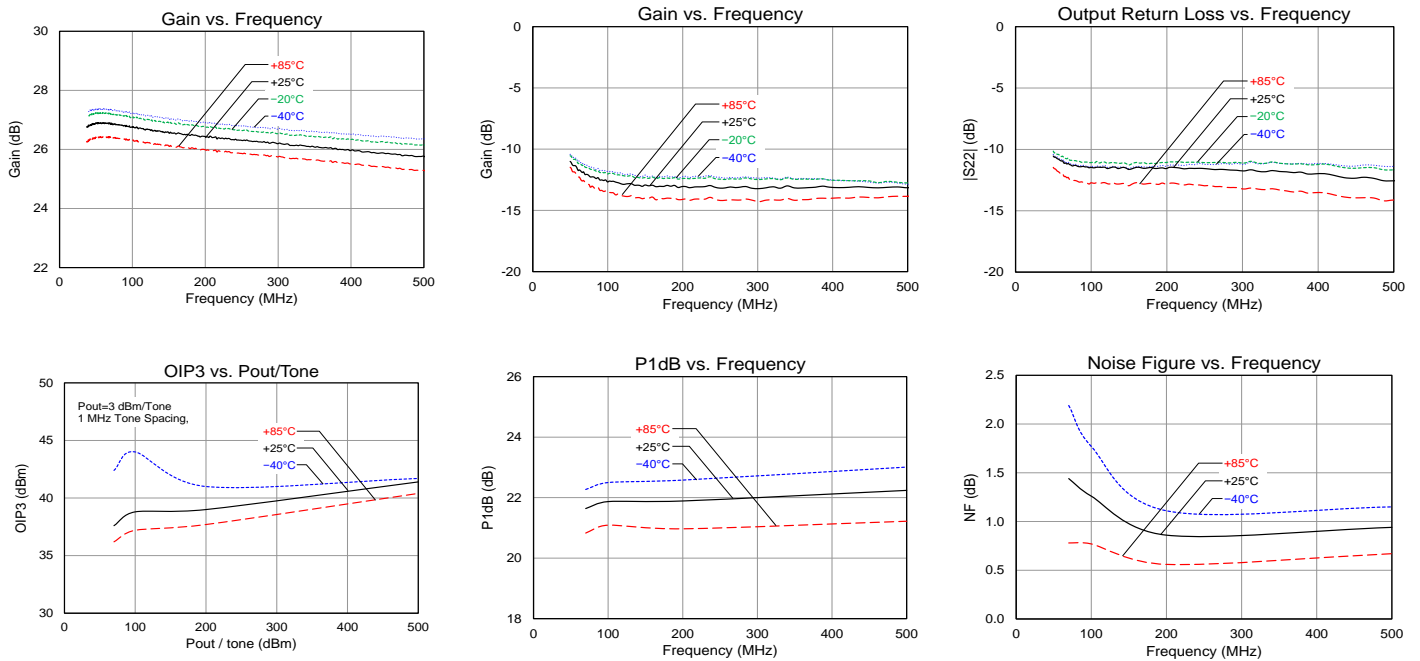 Gain vs. Frequency
30
28
26
24
22
Gain (dB)
+85°C
+25°C
−20°C
−40°C
0
100
200
300
400
500
Frequency (MHz)
Gain vs. Frequency
0
-5
-10
-15
-20
Gain (dB)
+85°C
+25°C
−20°C
−40°C
0
100
200
300
400
500
Frequency (MHz)
Output Return Loss vs. Frequency
0
-5
-10
-15
-20
|S22| (dB)
+85°C
+25°C
−20°C
−40°C
0
100
200
300
400
500
Frequency (MHz)
OIP3 vs. Pout/Tone
50
45
40
35
30
OIP3 (dBm)
Pout=3 dBm/Tone
1 MHz Tone Spacing,
+85°C
+25°C
−40°C
0
100
200
300
400
500
Pout / tone (dBm)
P1dB vs. Frequency
26
24
22
20
18
P1dB (dB)
+85°C
+25°C
−40°C
0
100
200
300
400
500
Frequency (MHz)
Noise Figure vs. Frequency
2.5
2.0
1.5
1.0
0.5
0.0
NF (dB)
+85°C
+25°C
−40°C
0
100
200
300
400
500
Frequency (MHz)